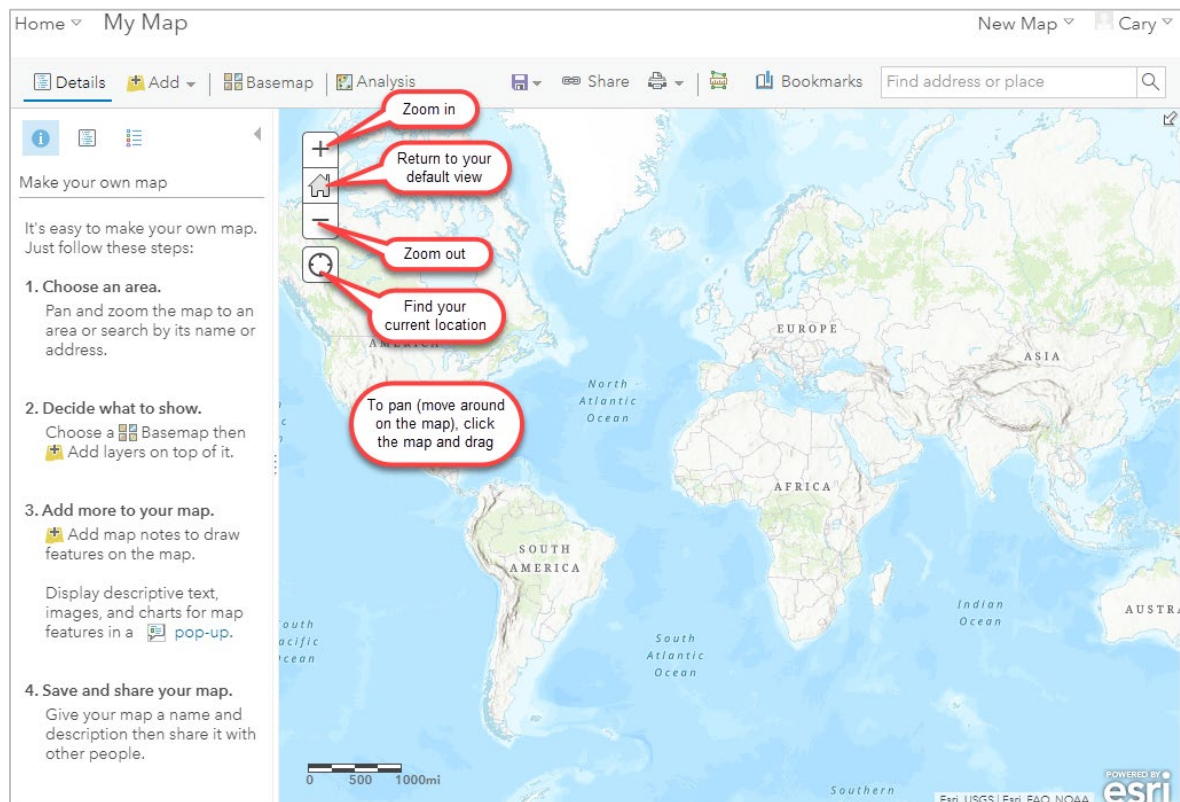 Home My Map New Map Cary
Details Add Basemap Analysis Share Bookmarks Find address or place
Make your own map
It's easy to make your own map.
Just follow these steps:
1. Choose an area.
Pan and zoom the map to an
area or search by its name or
address.
2. Decide what to show.
Choose a Basemap then
Add layers on top of it.
3. Add more to your map.
Add map notes to draw
features on the map.
Display descriptive text,
images, and charts for map
features in a pop-up.
4. Save and share your map.
Give your map a name and
description then share it with
other people.
Zoom in
Return to your
default view
Zoom out
Find your
current location
To pan (move around
on the map), click
the map and drag
AMERICA
North
Atlantic
Ocean
EUROPE
ASIA
AFRICA
SOUTH
AMERICA
South
Atlantic
Ocean
Indian
Ocean
AUSTRA
outh
acific
cean
Southern
0 500 1000mi
Esri, USGS | Esri, FAO, NOAA
POWERED BY
esri